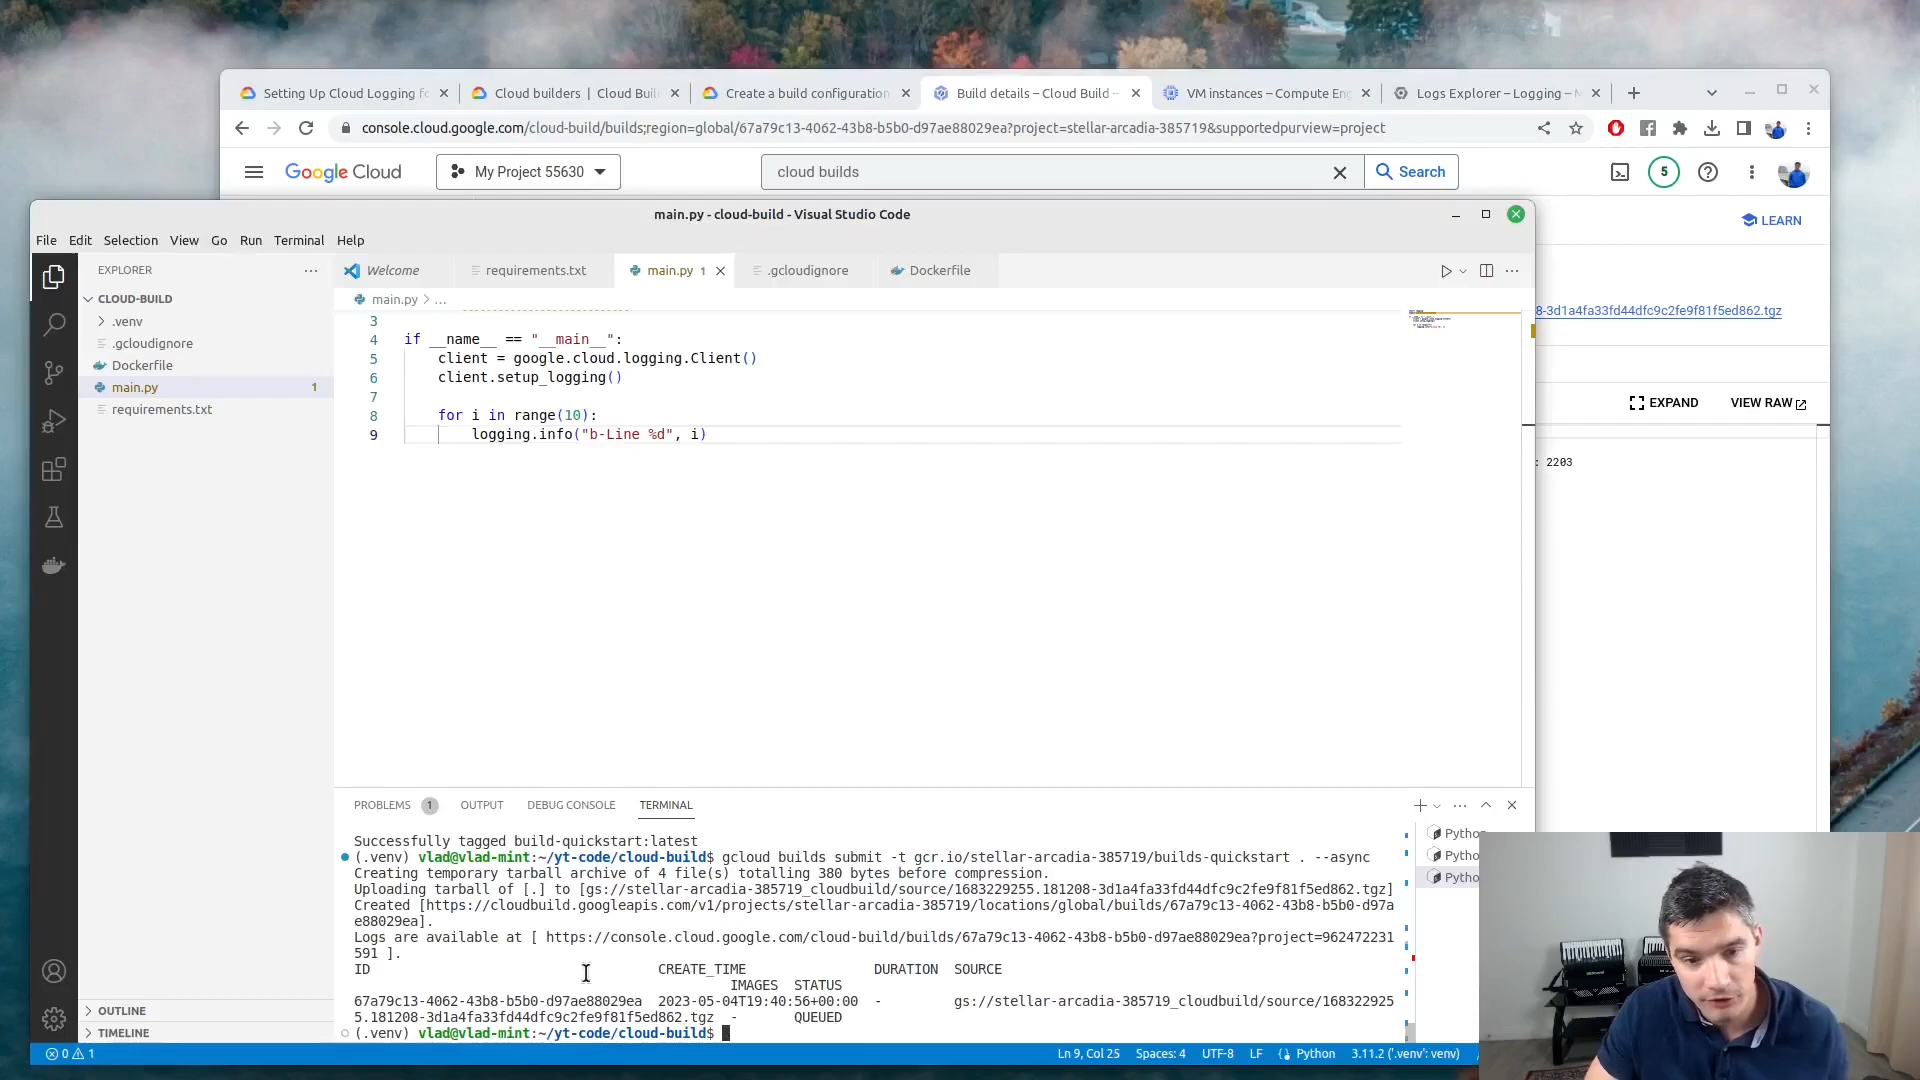 Setting Up Cloud Logging fo
Cloud builders | Cloud Buil
Create a build configuration
Build details – Cloud Build –
VM instances – Compute Eng
Logs Explorer – Logging – M
console.cloud.google.com/cloud-build/builds;region=global/67a79c13-4062-43b8-b5b0-d97ae88029ea?project=stellar-arcadia-385719&supportedpurview=project
Google Cloud
My Project 55630
cloud builds
Search
5
LEARN
8-3d1a4fa33fd44dfc9c2fe9f81f5ed862.tgz
EXPAND
VIEW RAW
: 2203
main.py - cloud-build - Visual Studio Code
File Edit Selection View Go Run Terminal Help
EXPLORER
CLOUD-BUILD
.venv
.gcloudignore
Dockerfile
main.py 1
requirements.txt
OUTLINE
TIMELINE
Welcome
requirements.txt
main.py 1
.gcloudignore
Dockerfile
main.py > ...
3
4 if __name__ == "__main__":
5 client = google.cloud.logging.Client()
6 client.setup_logging()
7
8 for i in range(10):
9 logging.info("b-Line %d", i)
PROBLEMS 1 OUTPUT DEBUG CONSOLE TERMINAL
Successfully tagged build-quickstart:latest
(.venv) vlad@vlad-mint:~/yt-code/cloud-build$ gcloud builds submit -t gcr.io/stellar-arcadia-385719/builds-quickstart . --async
Creating temporary tarball archive of 4 file(s) totalling 380 bytes before compression.
Uploading tarball of [.] to [gs://stellar-arcadia-385719_cloudbuild/source/1683229255.181208-3d1a4fa33fd44dfc9c2fe9f81f5ed862.tgz]
Created [https://cloudbuild.googleapis.com/v1/projects/stellar-arcadia-385719/locations/global/builds/67a79c13-4062-43b8-b5b0-d97a
e88029ea].
Logs are available at [ https://console.cloud.google.com/cloud-build/builds/67a79c13-4062-43b8-b5b0-d97ae88029ea?project=962472231
591 ].
ID CREATE_TIME DURATION SOURCE
IMAGES STATUS
67a79c13-4062-43b8-b5b0-d97ae88029ea 2023-05-04T19:40:56+00:00 - gs://stellar-arcadia-385719_cloudbuild/source/168322925
5.181208-3d1a4fa33fd44dfc9c2fe9f81f5ed862.tgz - QUEUED
(.venv) vlad@vlad-mint:~/yt-code/cloud-build$
Pytho
Pytho
Pytho
0 1
Ln 9, Col 25 Spaces: 4 UTF-8 LF Python 3.11.2 ('.venv': venv)